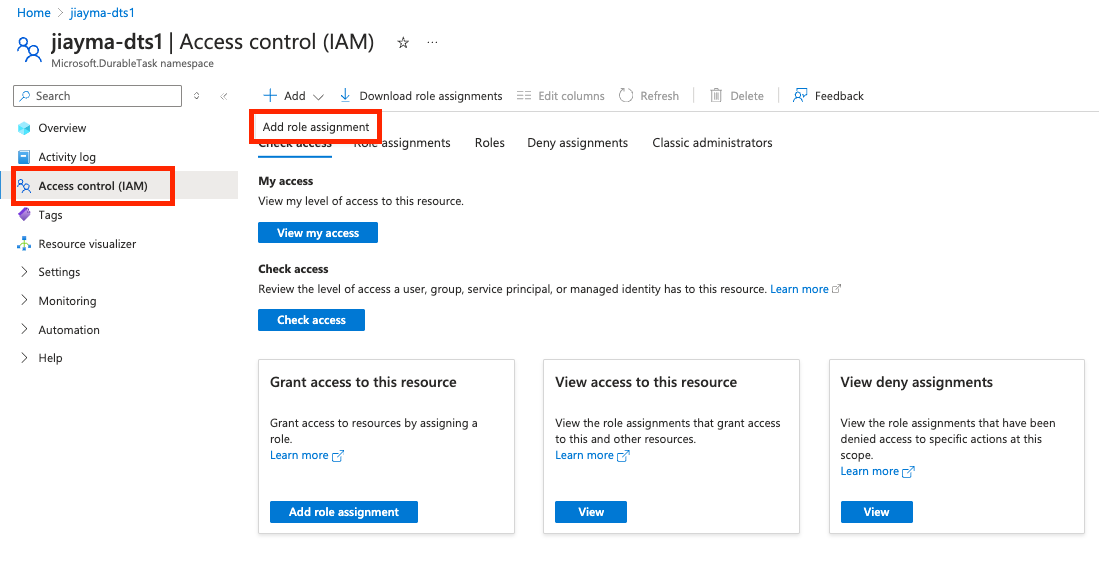 Home > jiayma-dts1
jiayma-dts1 | Access control (IAM) ☆ ...
Microsoft.DurableTask namespace
Search
Add Download role assignments Edit columns Refresh Delete Feedback
Add role assignment
Overview
Activity log
Access control (IAM)
Tags
Resource visualizer
Settings
Monitoring
Automation
Help
Check access Role assignments Roles Deny assignments Classic administrators
My access
View my level of access to this resource.
View my access
Check access
Review the level of access a user, group, service principal, or managed identity has to this resource. Learn more
Check access
Grant access to this resource
Grant access to resources by assigning a
role.
Learn more
Add role assignment
View access to this resource
View the role assignments that grant access
to this and other resources.
Learn more
View
View deny assignments
View the role assignments that have been
denied access to specific actions at this
scope.
Learn more
View